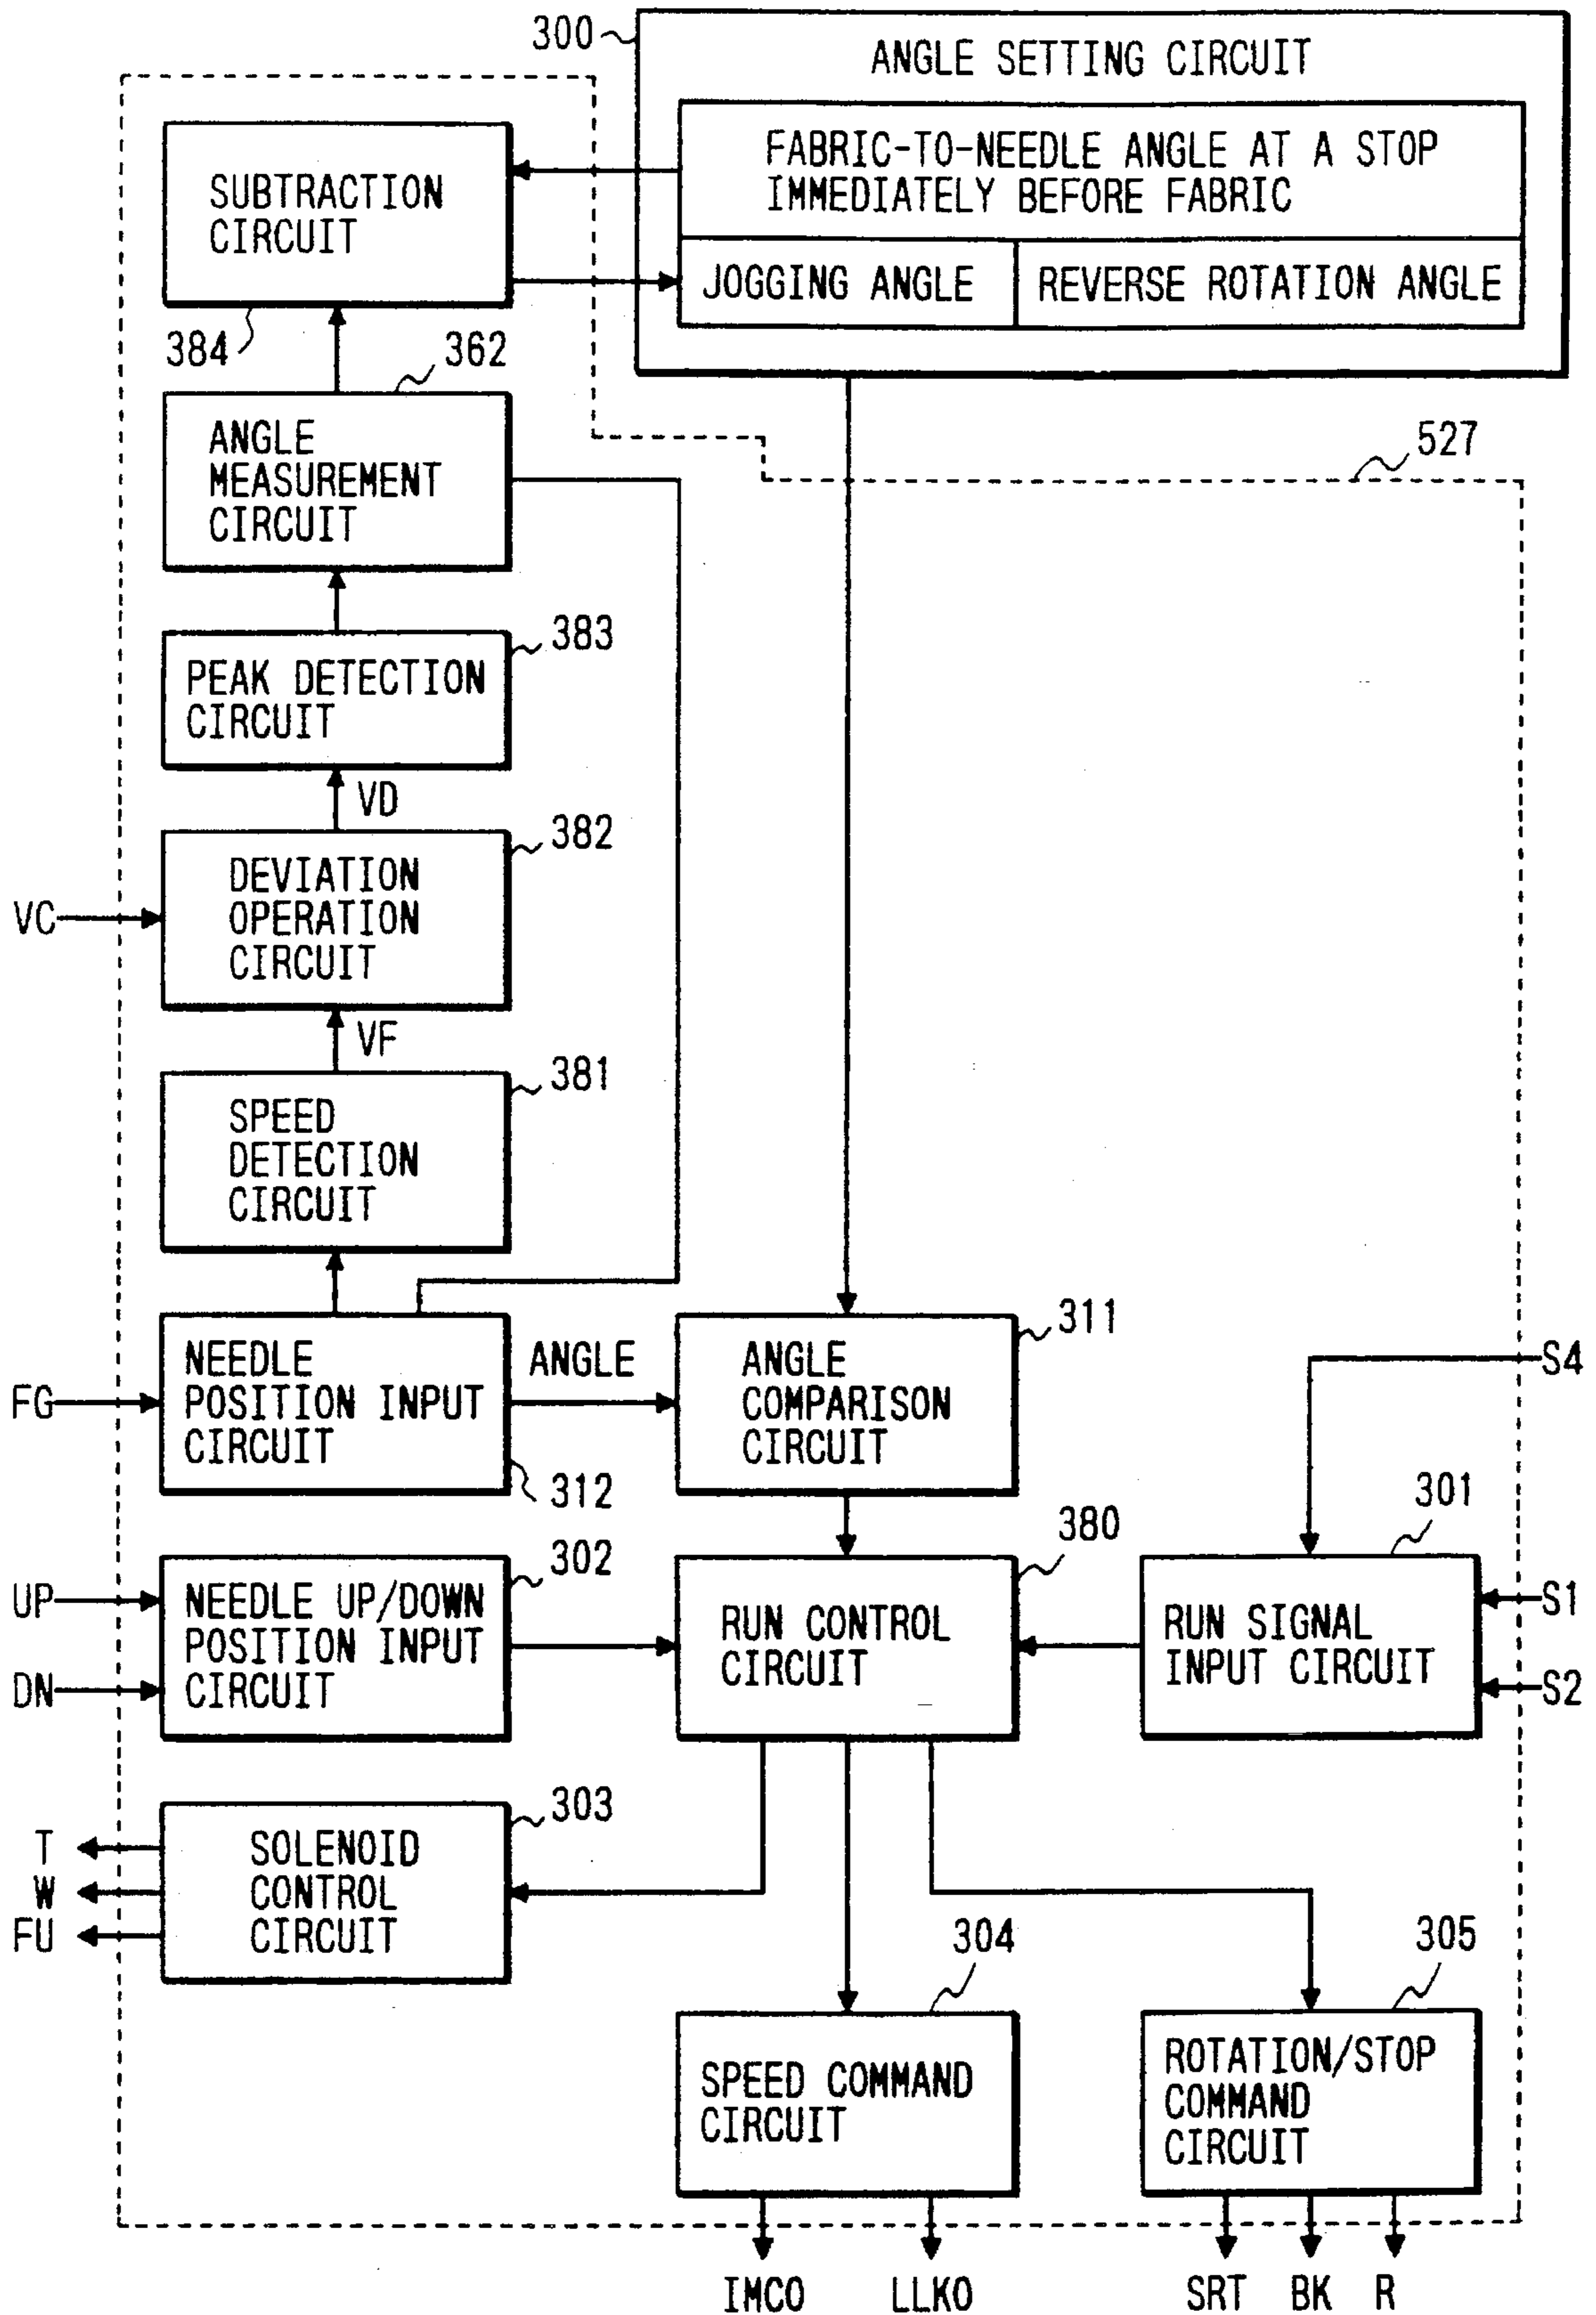 300
ANGLE SETTING CIRCUIT
FABRIC-TO-NEEDLE ANGLE AT A STOP
IMMEDIATELY BEFORE FABRIC
JOGGING ANGLE
REVERSE ROTATION ANGLE
SUBTRACTION
CIRCUIT
384
362
ANGLE
MEASUREMENT
CIRCUIT
527
383
PEAK DETECTION
CIRCUIT
VD
382
DEVIATION
OPERATION
CIRCUIT
VC
VF
381
SPEED
DETECTION
CIRCUIT
FG
NEEDLE
POSITION INPUT
CIRCUIT
312
ANGLE
311
ANGLE
COMPARISON
CIRCUIT
S4
301
302
UP
DN
NEEDLE UP/DOWN
POSITION INPUT
CIRCUIT
380
RUN CONTROL
CIRCUIT
RUN SIGNAL
INPUT CIRCUIT
S1
S2
303
T
W
FU
SOLENOID
CONTROL
CIRCUIT
304
SPEED COMMAND
CIRCUIT
305
ROTATION/STOP
COMMAND
CIRCUIT
IMCO
LLKO
SRT
BK
R